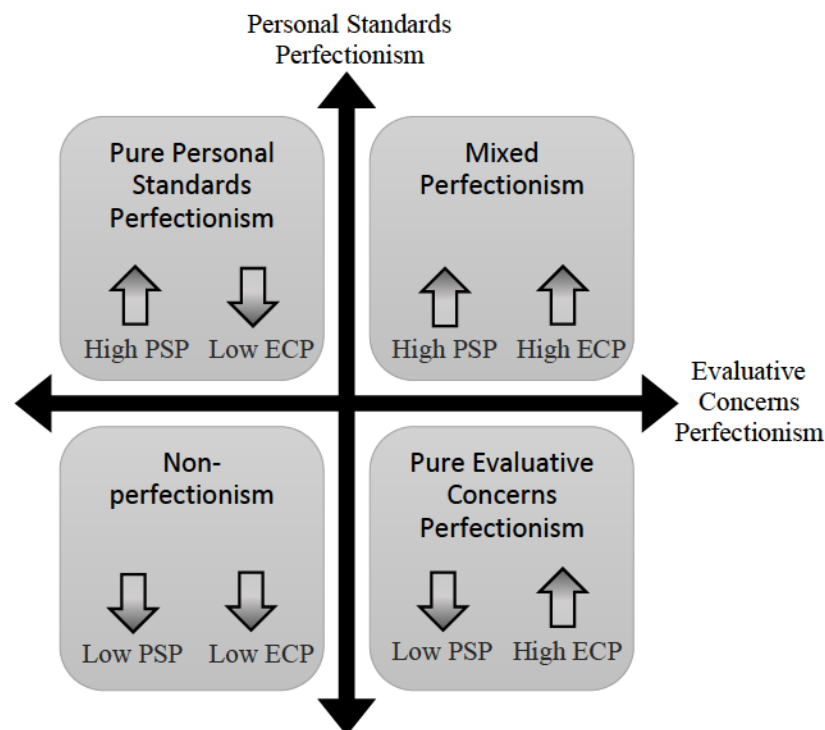 Personal Standards
Perfectionism
Pure Personal
Standards
Perfectionism
High PSP
Low ECP
Mixed
Perfectionism
High PSP
High ECP
Evaluative
Concerns
Perfectionism
Non-
perfectionism
Low PSP
Low ECP
Pure Evaluative
Concerns
Perfectionism
Low PSP
High ECP